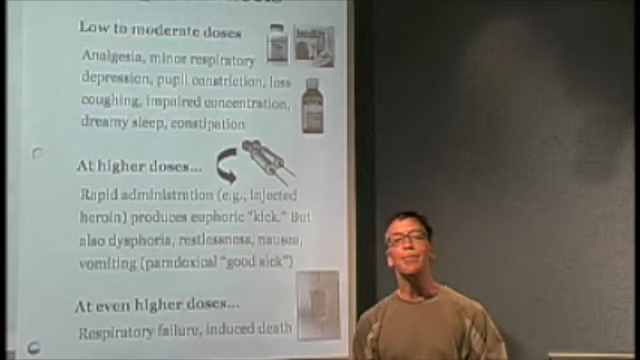 Low to moderate doses
Analgesia, minor respiratory
depression, pupil constriction, less
coughing, impaired concentration,
dreamy sleep, constipation
At higher doses...
Rapid administration (e.g., injected
heroin) produces euphoric “kick.” But
also dysphoria, restlessness, nausea,
vomiting (paradoxical “good sick”)
At even higher doses...
Respiratory failure, induced death